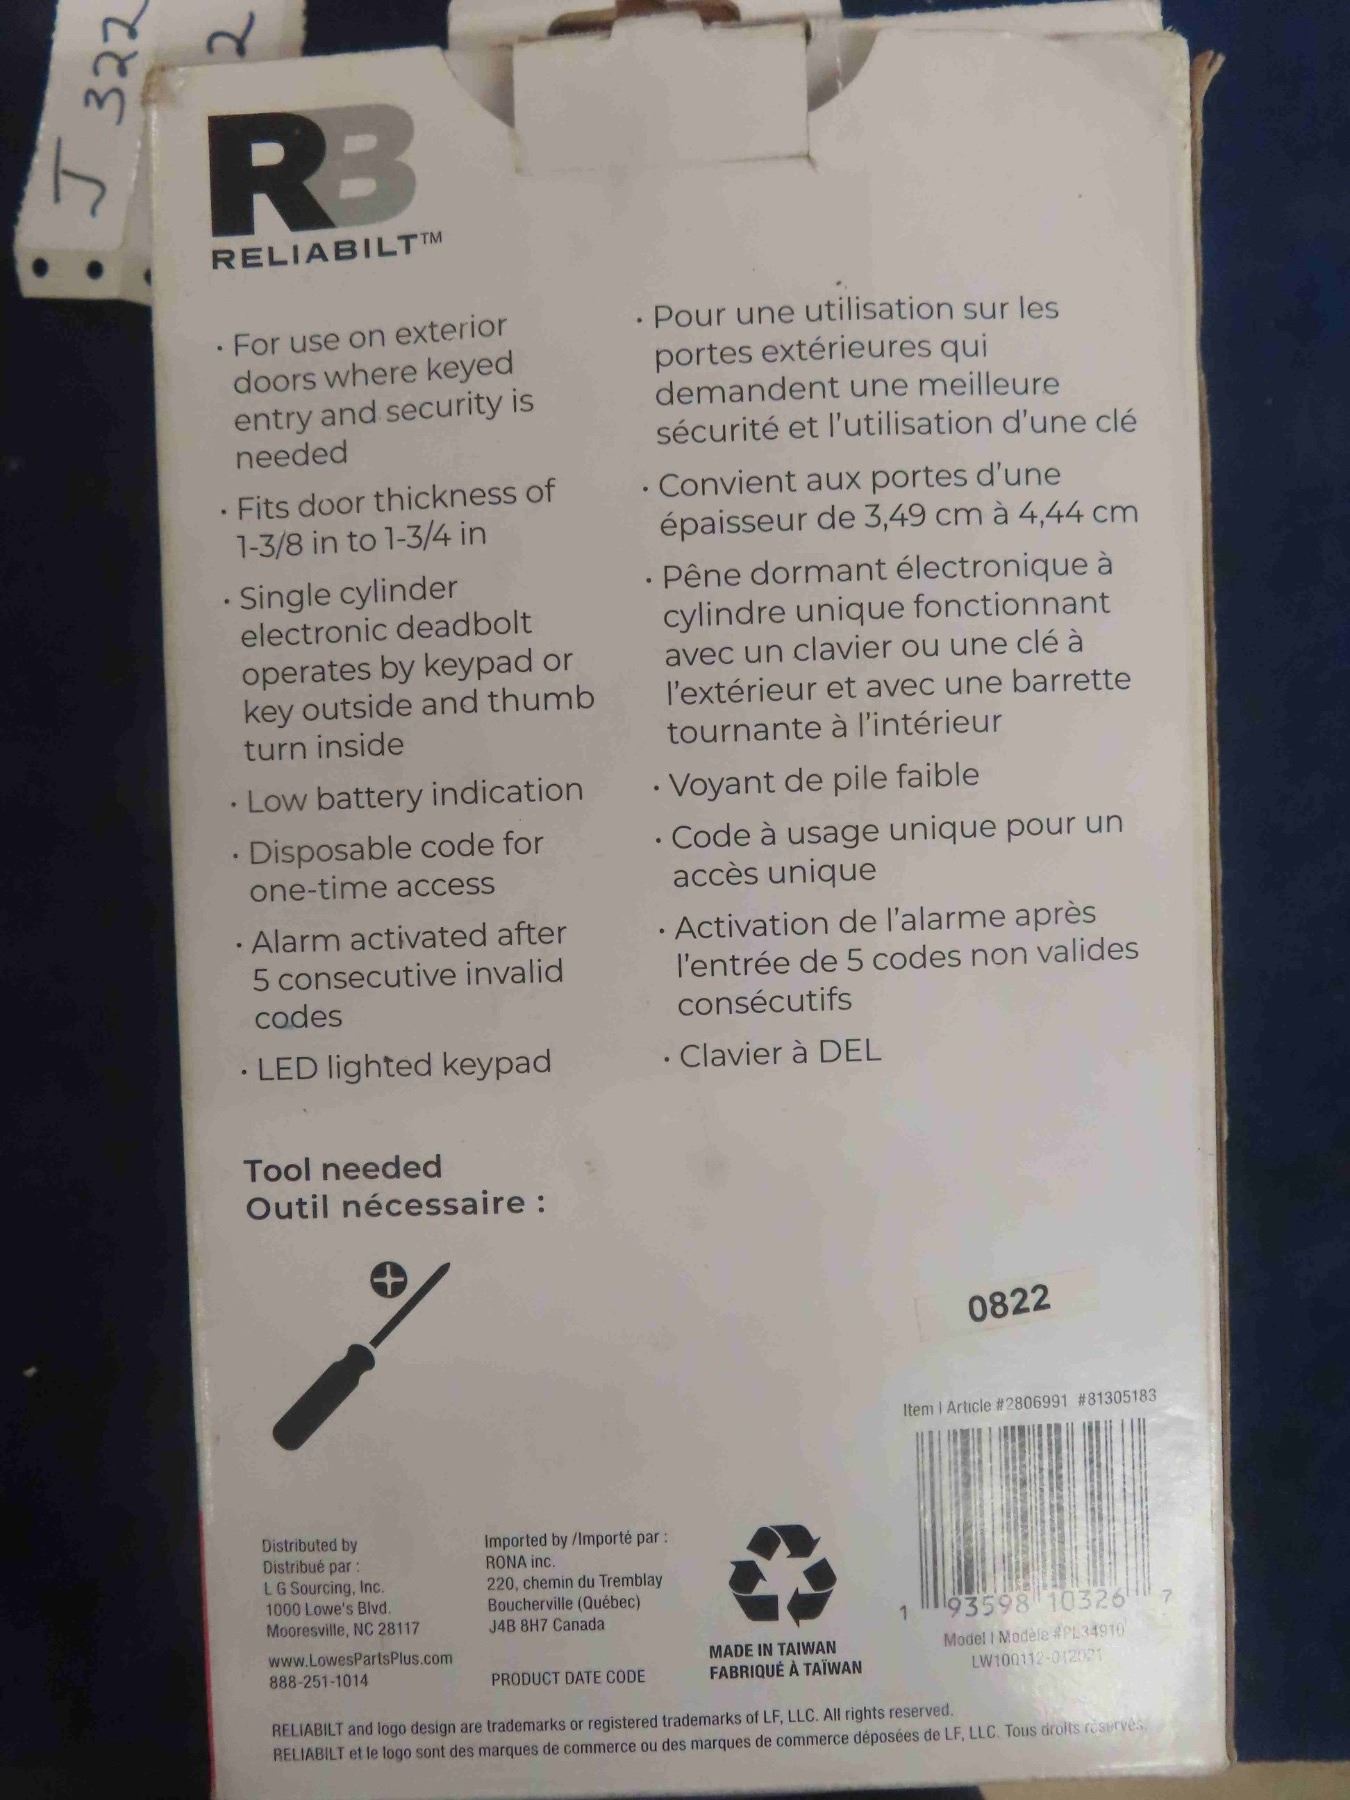 J 322
2
RB
RELIABILT™
· For use on exterior
doors where keyed
entry and security is
needed
· Fits door thickness of
1-3/8 in to 1-3/4 in
· Single cylinder
electronic deadbolt
operates by keypad or
key outside and thumb
turn inside
· Low battery indication
· Disposable code for
one-time access
· Alarm activated after
5 consecutive invalid
codes
· LED lighted keypad
· Pour une utilisation sur les
portes extérieures qui
demandent une meilleure
sécurité et l'utilisation d'une clé
· Convient aux portes d'une
épaisseur de 3,49 cm à 4,44 cm
· Pêne dormant électronique à
cylindre unique fonctionnant
avec un clavier ou une clé à
l'extérieur et avec une barrette
tournante à l'intérieur
· Voyant de pile faible
· Code à usage unique pour un
accès unique
· Activation de l'alarme après
l'entrée de 5 codes non valides
consécutifs
· Clavier à DEL
Tool needed
Outil nécessaire :
0822
Item | Article #2806991 #81305183
1 93598 10326 7
Model | Modèle #PL34910
LW100112-012021
Distributed by
Distribué par :
L G Sourcing, Inc.
1000 Lowe's Blvd.
Mooresville, NC 28117
www.LowesPartsPlus.com
888-251-1014
Imported by /Importé par :
RONA inc.
220, chemin du Tremblay
Boucherville (Québec)
J4B 8H7 Canada
PRODUCT DATE CODE
MADE IN TAIWAN
FABRIQUÉ À TAÏWAN
RELIABILT and logo design are trademarks or registered trademarks of LF, LLC. All rights reserved.
RELIABILT et le logo sont des marques de commerce ou des marques de commerce déposées de LF, LLC. Tous droits réservés.